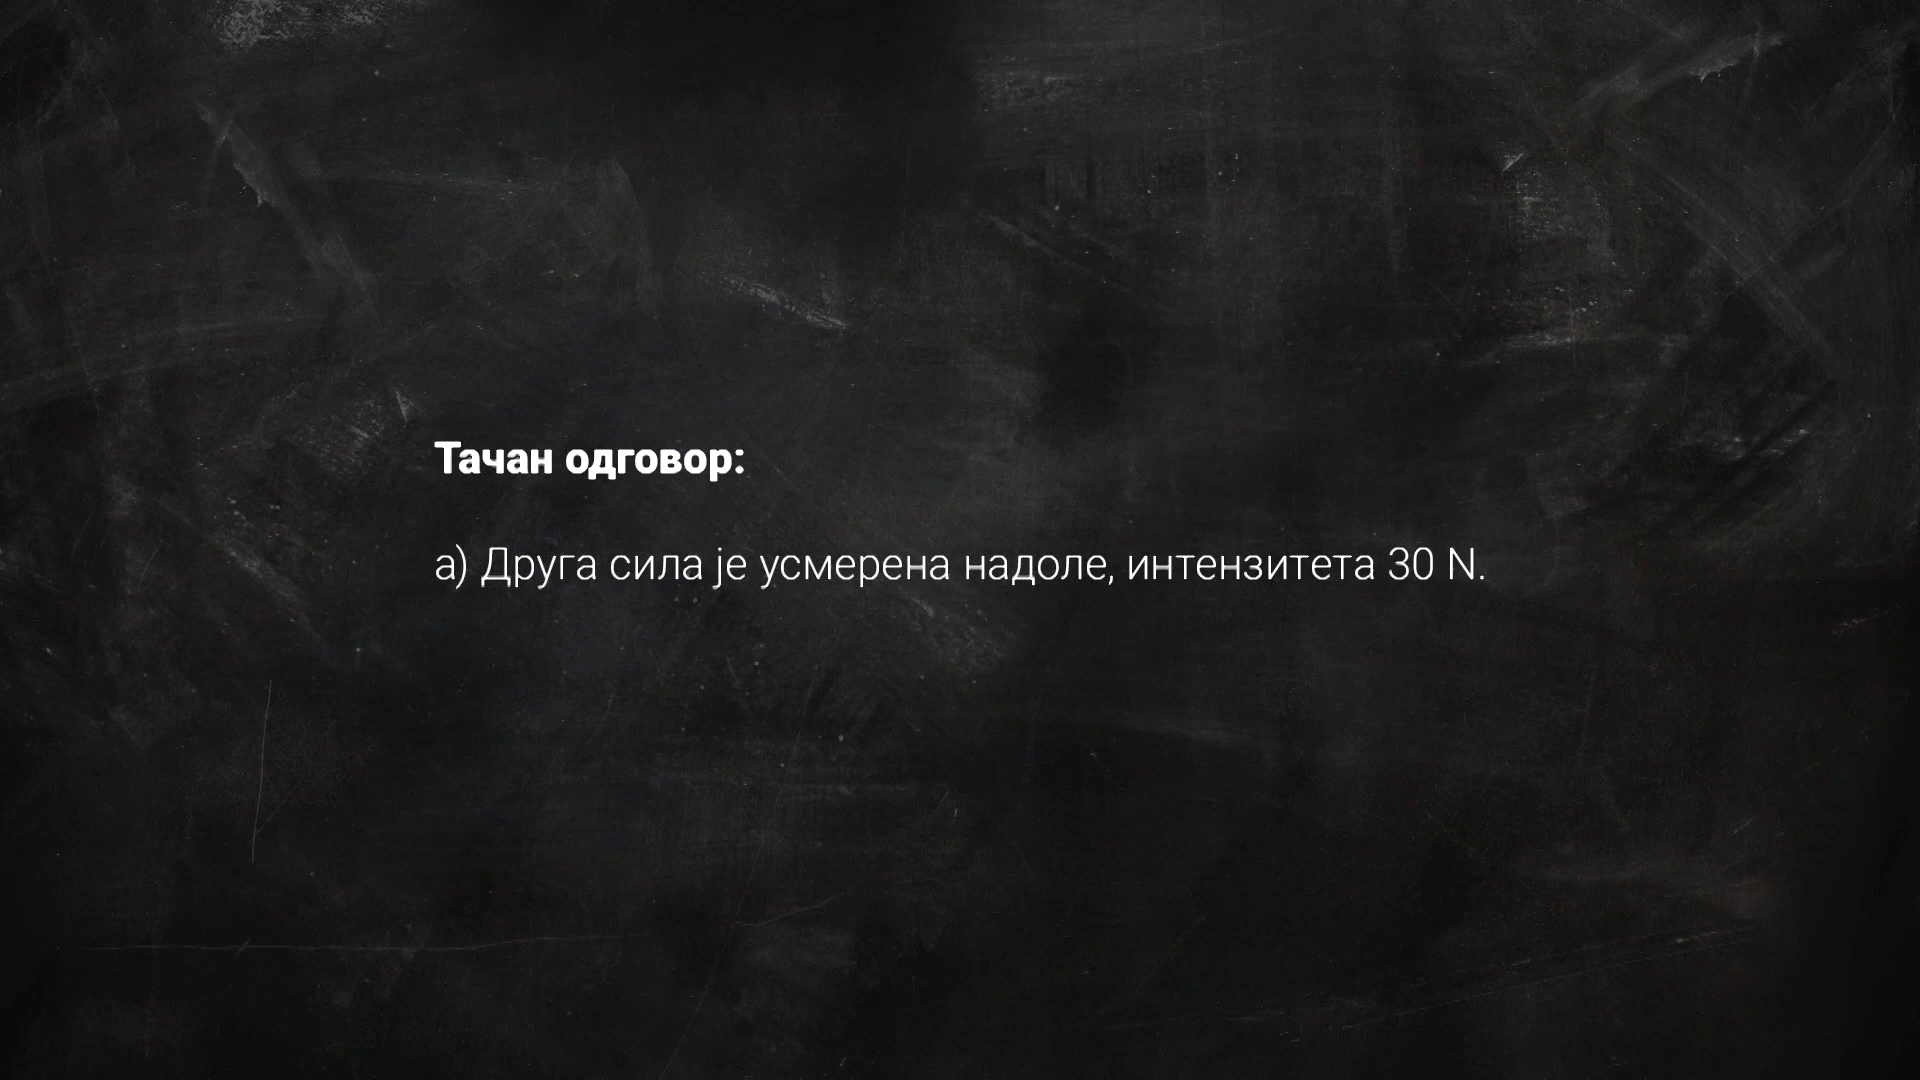 Тачан одговор:
а) Друга сила је усмерена надоле, интензитета 30 N.